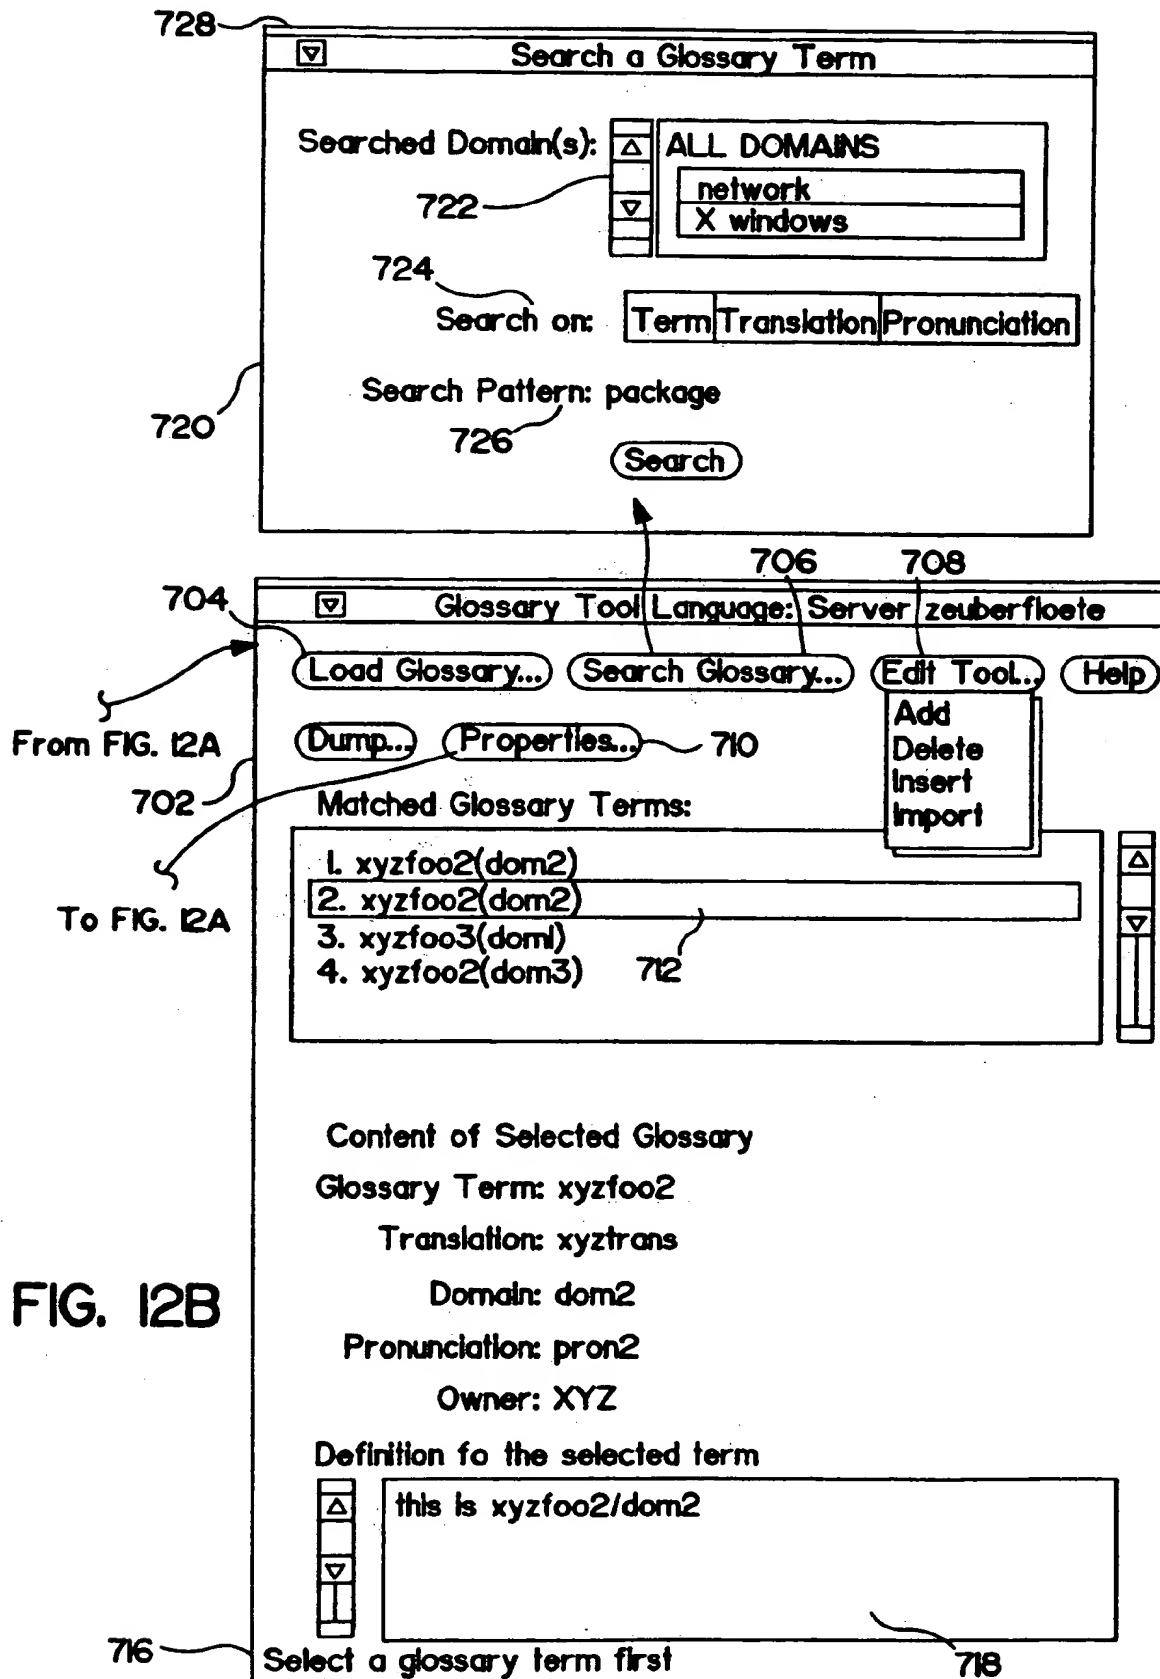 728
Search a Glossary Term
Searched Domain(s):
ALL DOMAINS
network
X windows
722
724
Search on: Term Translation Pronunciation
Search Pattern: package
720
726
Search
706 708
704
Glossary Tool Language: Server zeuberfloete
Load Glossary... Search Glossary... Edit Tool... Help
Add
Delete
Insert
Import
From FIG. 12A
Dump... Properties... 710
702
Matched Glossary Terms:
1. xyzfoo2(dom2)
2. xyzfoo2(dom2)
3. xyzfoo3(dom1)
4. xyzfoo2(dom3)
712
To FIG. 12A
Content of Selected Glossary
Glossary Term: xyzfoo2
Translation: xyztrans
Domain: dom2
Pronunciation: pron2
Owner: XYZ
FIG. 12B
Definition fo the selected term
this is xyzfoo2/dom2
716
Select a glossary term first
718